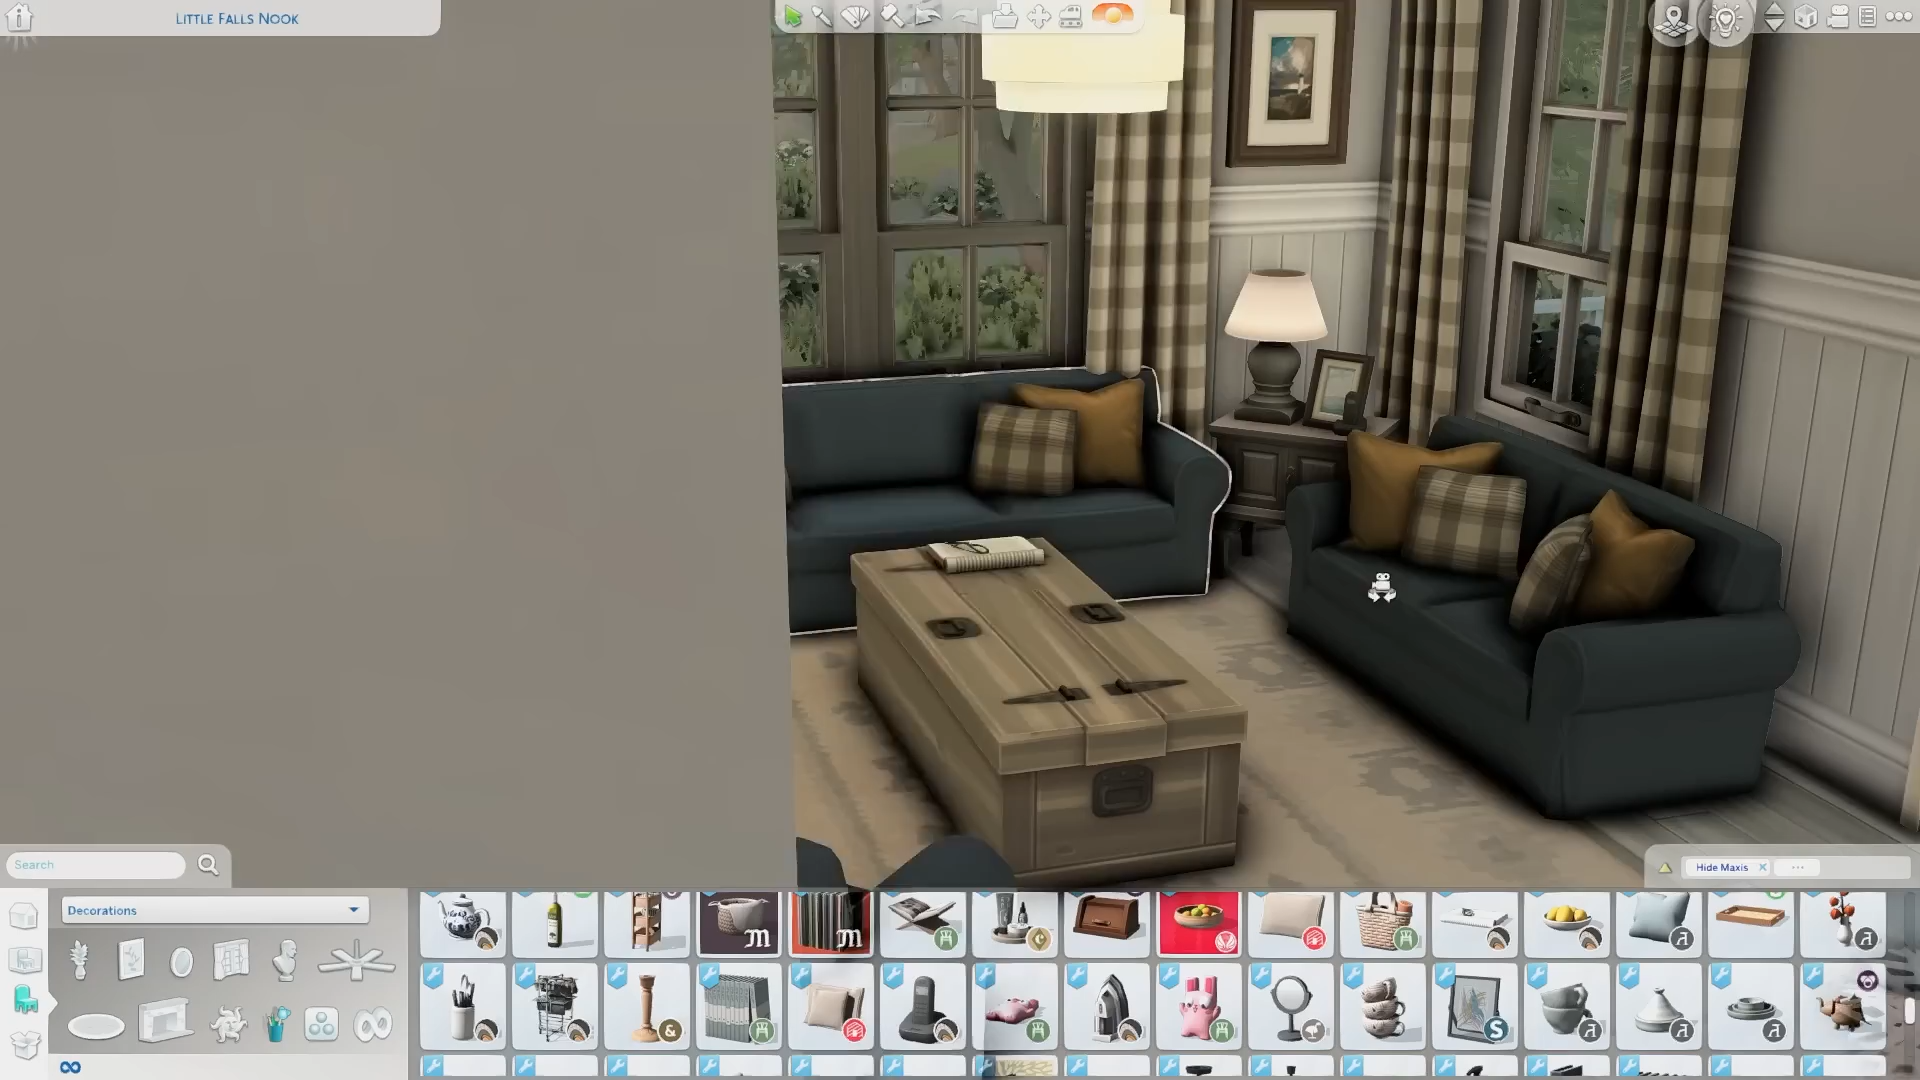 LITTLE FALLS NOOK
Search
Hide Maxis
Decorations
m
m
&
S